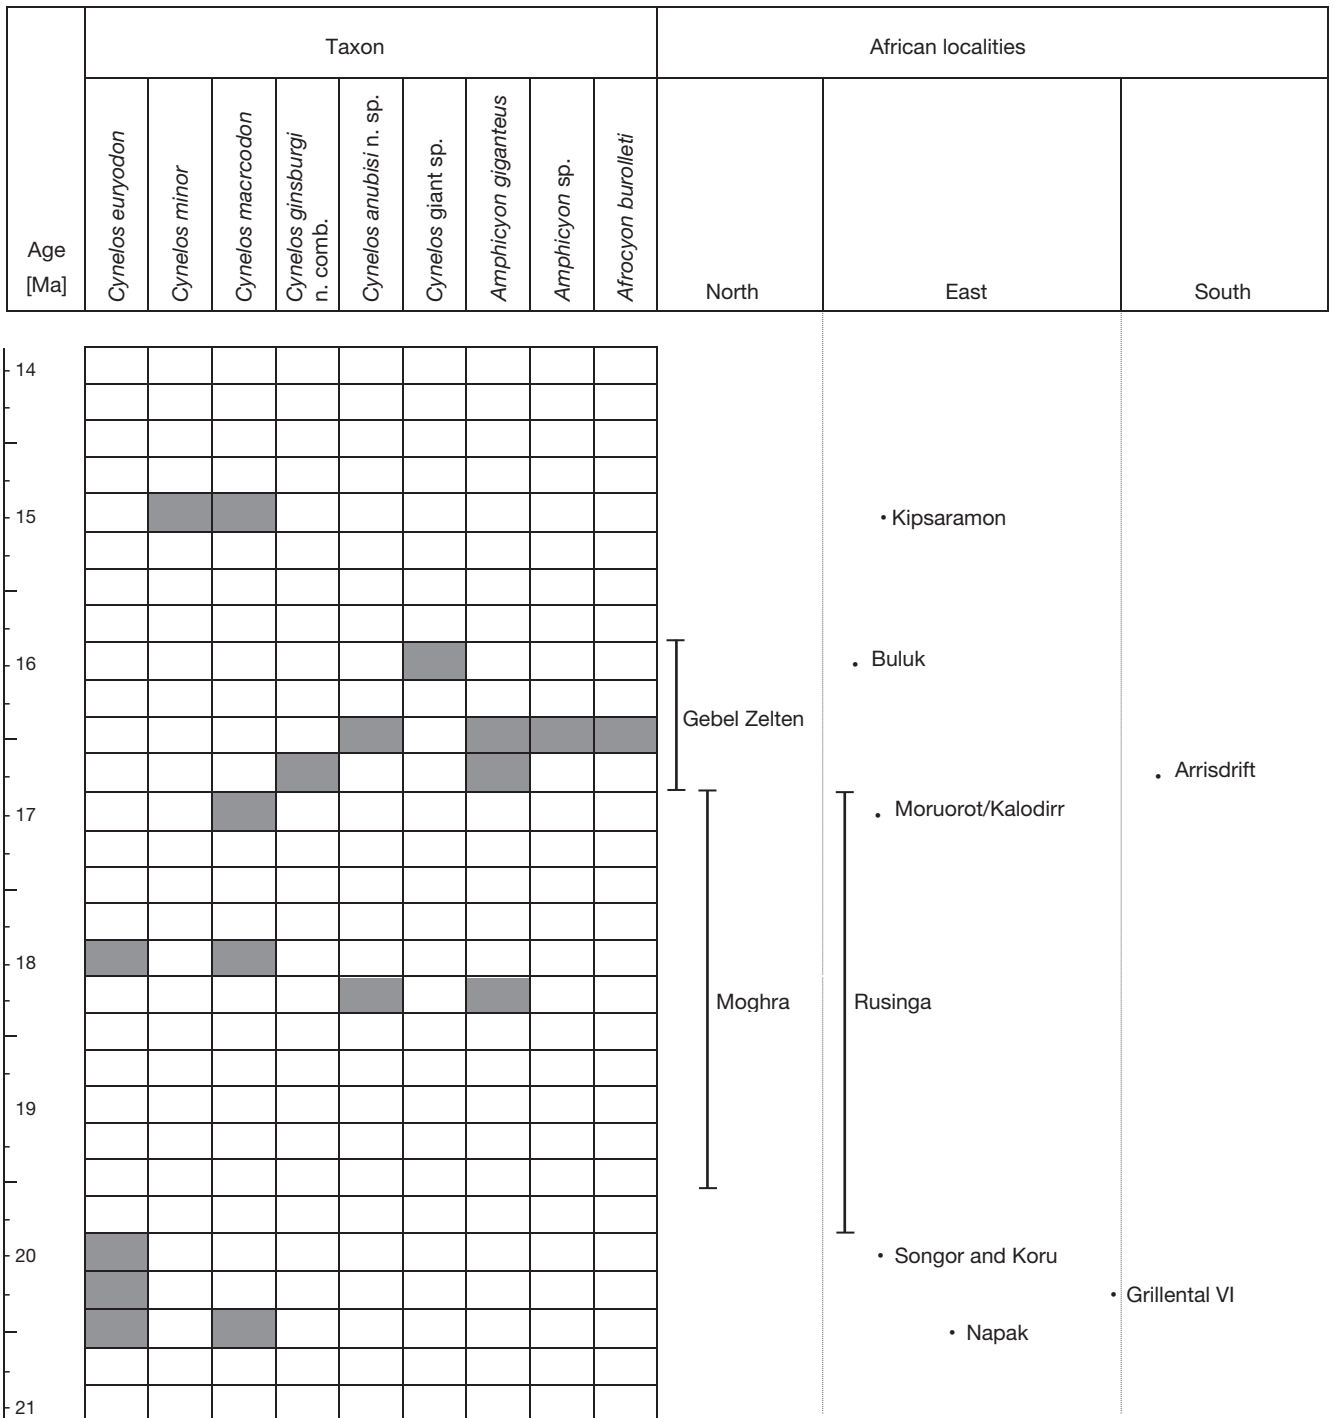 Taxon
African localities
Age
[Ma]
Cynelos euryodon
Cynelos minor
Cynelos macrcodon
Cynelos ginsburgi
n. comb.
Cynelos anubisi n. sp.
Cynelos giant sp.
Amphicyon giganteus
Amphicyon sp.
Afrocyon burolleti
North
East
South
14
15
Kipsaramon
16
Buluk
Gebel Zelten
Arrisdrift
17
Moruorot/Kalodirr
18
Moghra
Rusinga
19
20
Songor and Koru
Grillental VI
Napak
21